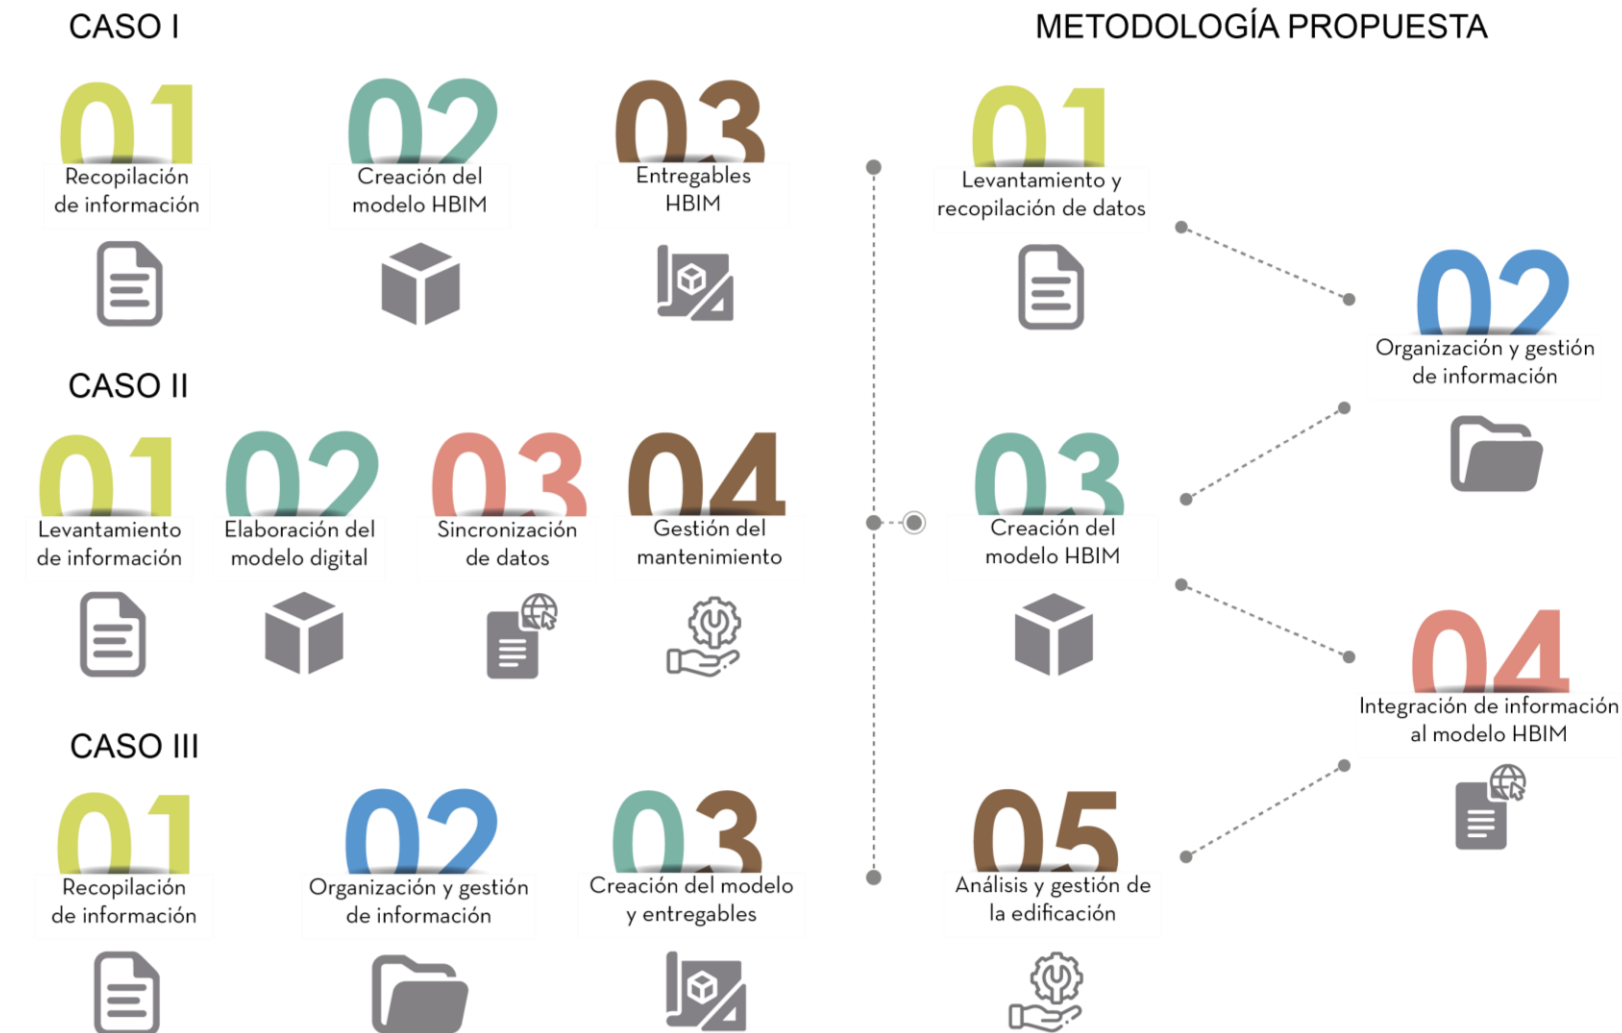 CASO I
01
Recopilación
de información
02
Creación del
modelo HBIM
03
Entregables
HBIM
CASO II
01
Levantamiento
de información
02
Elaboración del
modelo digital
03
Sincronización
de datos
04
Gestión del
mantenimiento
CASO III
01
Recopilación
de información
02
Organización y gestión
de información
03
Creación del modelo
y entregables
METODOLOGÍA PROPUESTA
01
Levantamiento y
recopilación de datos
02
Organización y gestión
de información
03
Creación del
modelo HBIM
04
Integración de información
al modelo HBIM
05
Análisis y gestión de
la edificación